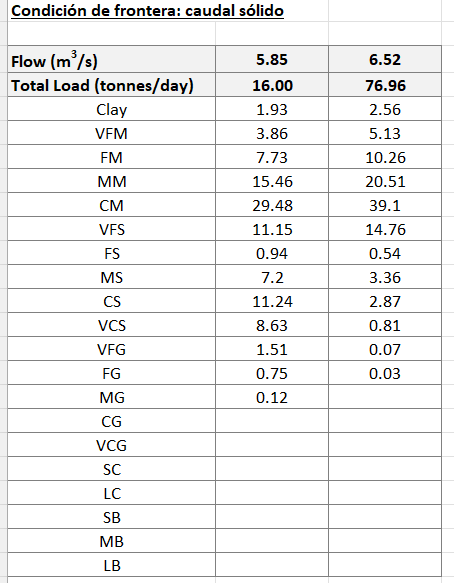 Condición de frontera: caudal sólido
Flow (m³/s) 5.85 6.52
Total Load (tonnes/day) 16.00 76.96
Clay 1.93 2.56
VFM 3.86 5.13
FM 7.73 10.26
MM 15.46 20.51
CM 29.48 39.1
VFS 11.15 14.76
FS 0.94 0.54
MS 7.2 3.36
CS 11.24 2.87
VCS 8.63 0.81
VFG 1.51 0.07
FG 0.75 0.03
MG 0.12
CG
VCG
SC
LC
SB
MB
LB